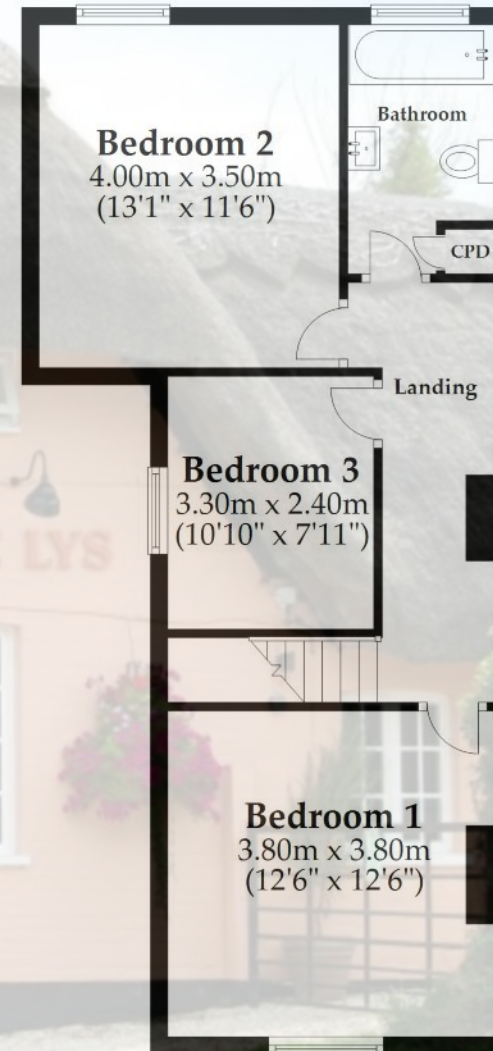 Bathroom
Bedroom 2
4.00m x 3.50m
(13'1" x 11'6")
CPD
Landing
Bedroom 3
3.30m x 2.40m
(10'10" x 7'11")
LYS
Bedroom 1
3.80m x 3.80m
(12'6" x 12'6")